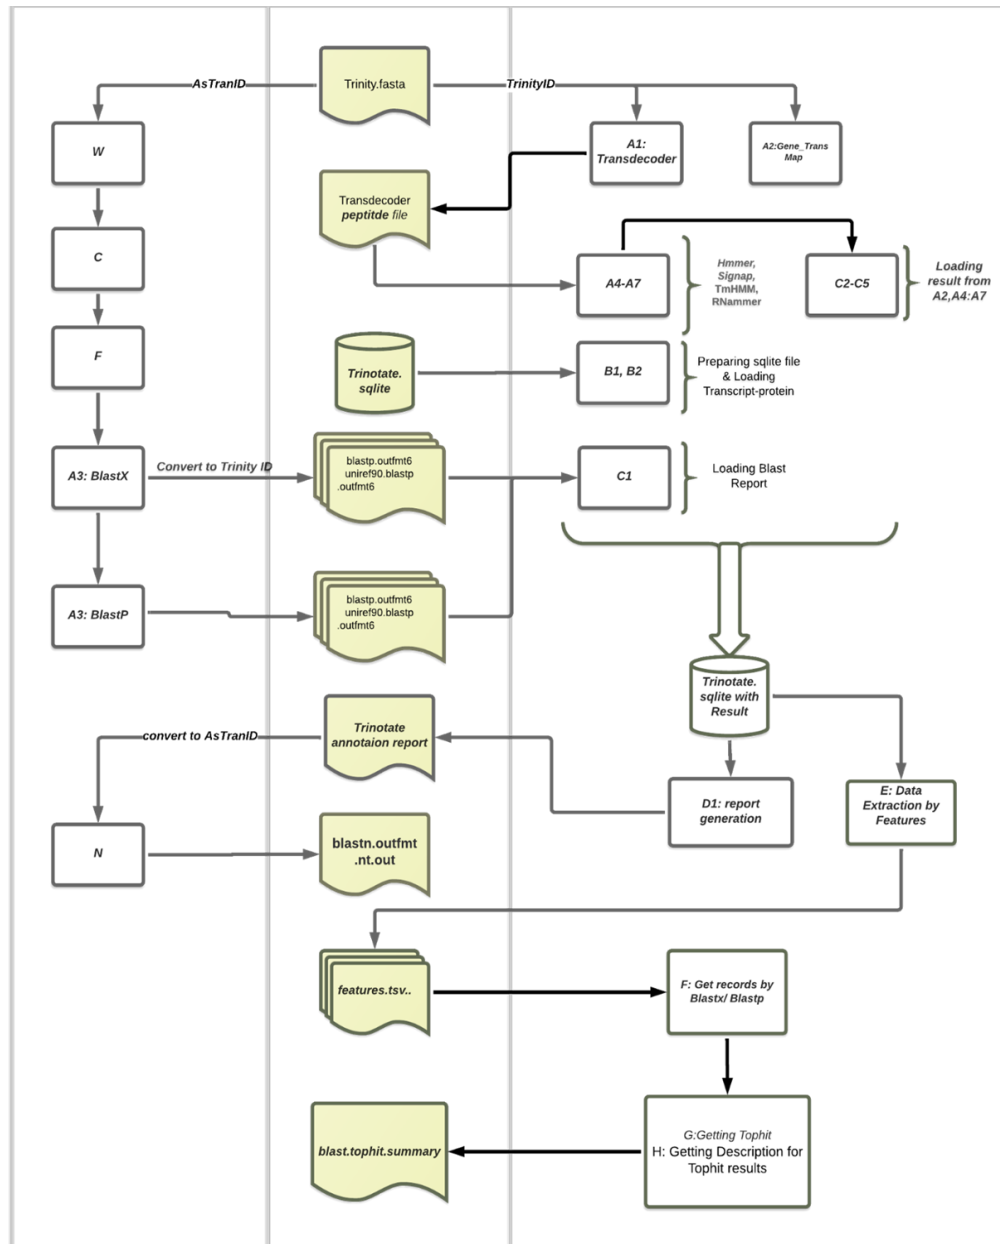 AsTranID
Trinity.fasta
TrinityID
W
A1:
Transdecoder
A2:Gene_Trans
Map
Transdecoder
peptitde file
C
A4-A7
Hmmer,
Signap,
TmHMM,
RNammer
C2-C5
Loading
result from
A2,A4:A7
F
Trinotate.
sqlite
B1, B2
Preparing sqlite file
& Loading
Transcript-protein
A3: BlastX
Convert to Trinity ID
blastp.outfmt6
uniref90.blastp
.outfmt6
C1
Loading Blast
Report
A3: BlastP
blastp.outfmt6
uniref90.blastp
.outfmt6
Trinotate.
sqlite with
Result
convert to AsTranID
Trinotate
annotaion report
D1: report
generation
E: Data
Extraction by
Features
N
blastn.outfmt
.nt.out
features.tsv..
F: Get records by
Blastx/ Blastp
blast.tophit.summary
G:Getting Tophit
H: Getting Description for
Tophit results